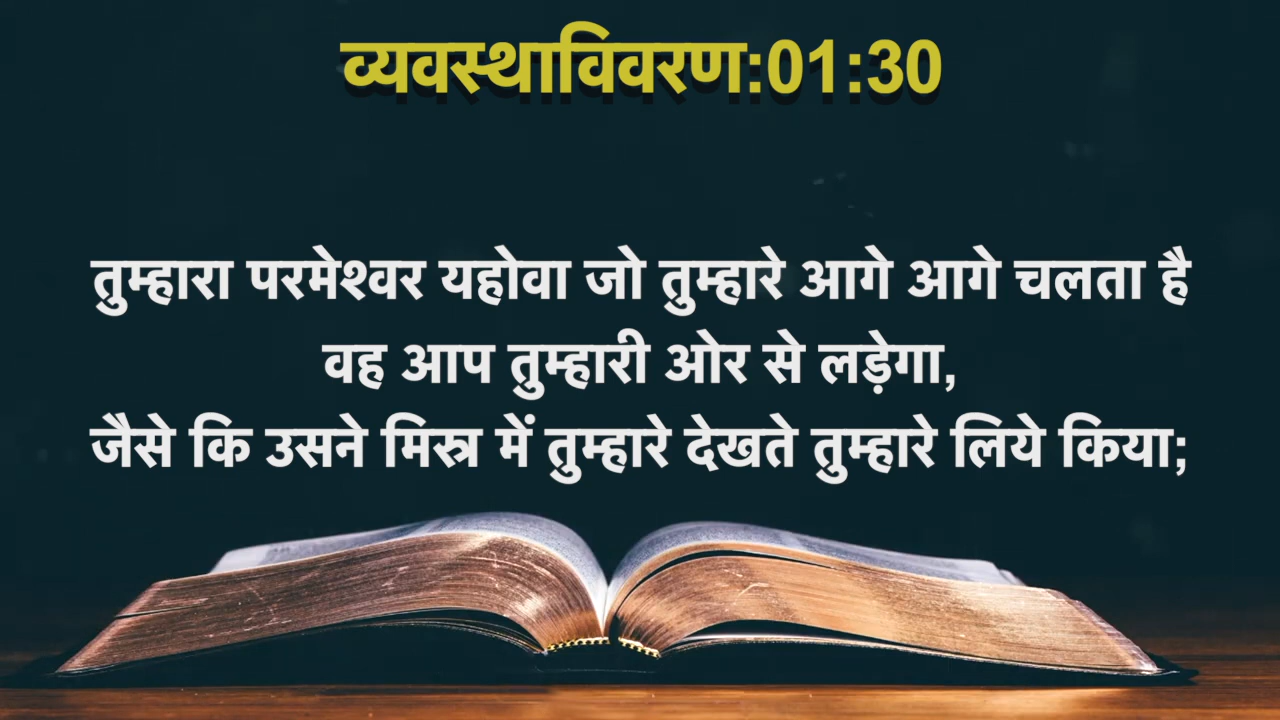 व्यवस्थाविवरण:01:30
तुम्हारा परमेश्वर यहोवा जो तुम्हारे आगे आगे चलता है
वह आप तुम्हारी ओर से लड़ेगा,
जैसे कि उसने मिस्र में तुम्हारे देखते तुम्हारे लिये किया;